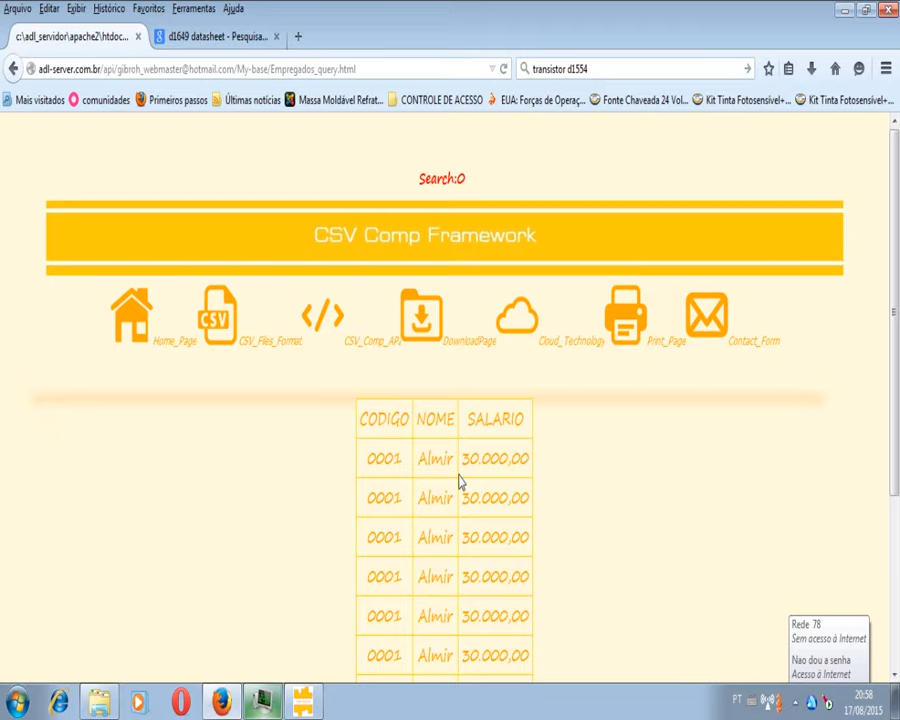 Arquivo Editar Exibir Histórico Favoritos Ferramentas Ajuda
c:\adl_servidor\apache2\htdoc... × d1649 datasheet - Pesquisa... × +
adl-server.com.br/api/gibroh_webmaster@hotmail.com/My-base/Empregados_query.html
transistor d1554
Mais visitados comunidades Primeiros passos Últimas notícias Massa Moldável Refrat... CONTROLE DE ACESSO EUA: Forças de Operaç... Fonte Chaveada 24 Vol... Kit Tinta Fotosensível+... Kit Tinta Fotosensível+...
Search:0
CSV Comp Framework
CSV
</>
Home_Page CSV_Files_Format CSV_Comp_API DownloadPage Cloud_Technology Print_Page Contact_Form
CODIGO NOME SALARIO
0001 Almir 30.000,00
0001 Almir 30.000,00
0001 Almir 30.000,00
0001 Almir 30.000,00
0001 Almir 30.000,00
0001 Almir 30.000,00
Rede 78
Sem acesso à Internet
Nao dou a senha
Acesso à Internet
PT
20:58
17/08/2015